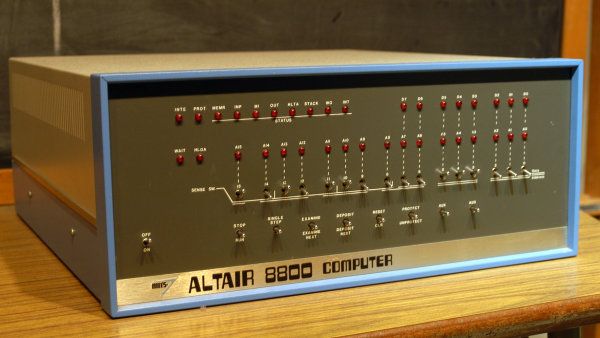 INTE PROT MEMR INP MI OUT HLTA STACK WO INT D7 D6 D5 D4 D3 D2 D1 D0
STATUS
WAIT HLDA A15 A14 A13 A12 A11 A10 A9 A8 A7 A6 A5 A4 A3 A2 A1 A0
SENSE SW.
OFF STOP SINGLE STEP EXAMINE DEPOSIT RESET PROTECT AUX AUX
ON RUN EXAMINE NEXT DEPOSIT NEXT CLR UNPROTECT
MITS ALTAIR 8800 COMPUTER